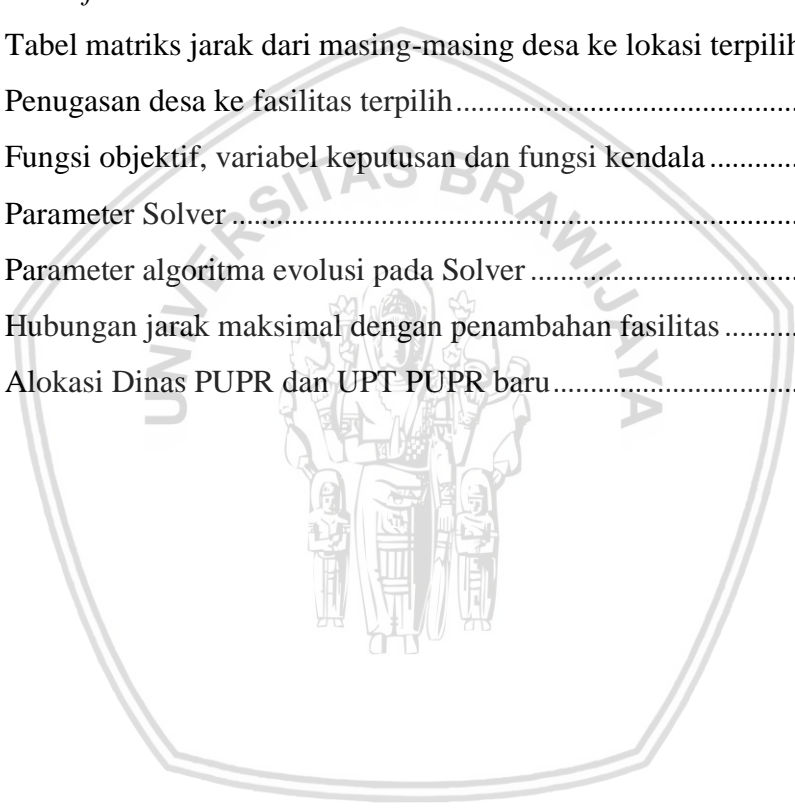 Tabel matriks jarak dari masing-masing desa ke lokasi terpilih
Penugasan desa ke fasilitas terpilih............................................
Fungsi objektif, variabel keputusan dan fungsi kendala............
Parameter Solver............................................................................
Parameter algoritma evolusi pada Solver....................................
Hubungan jarak maksimal dengan penambahan fasilitas..........
Alokasi Dinas PUPR dan UPT PUPR baru.................................
UNIVERSITAS BRAWIJAYA